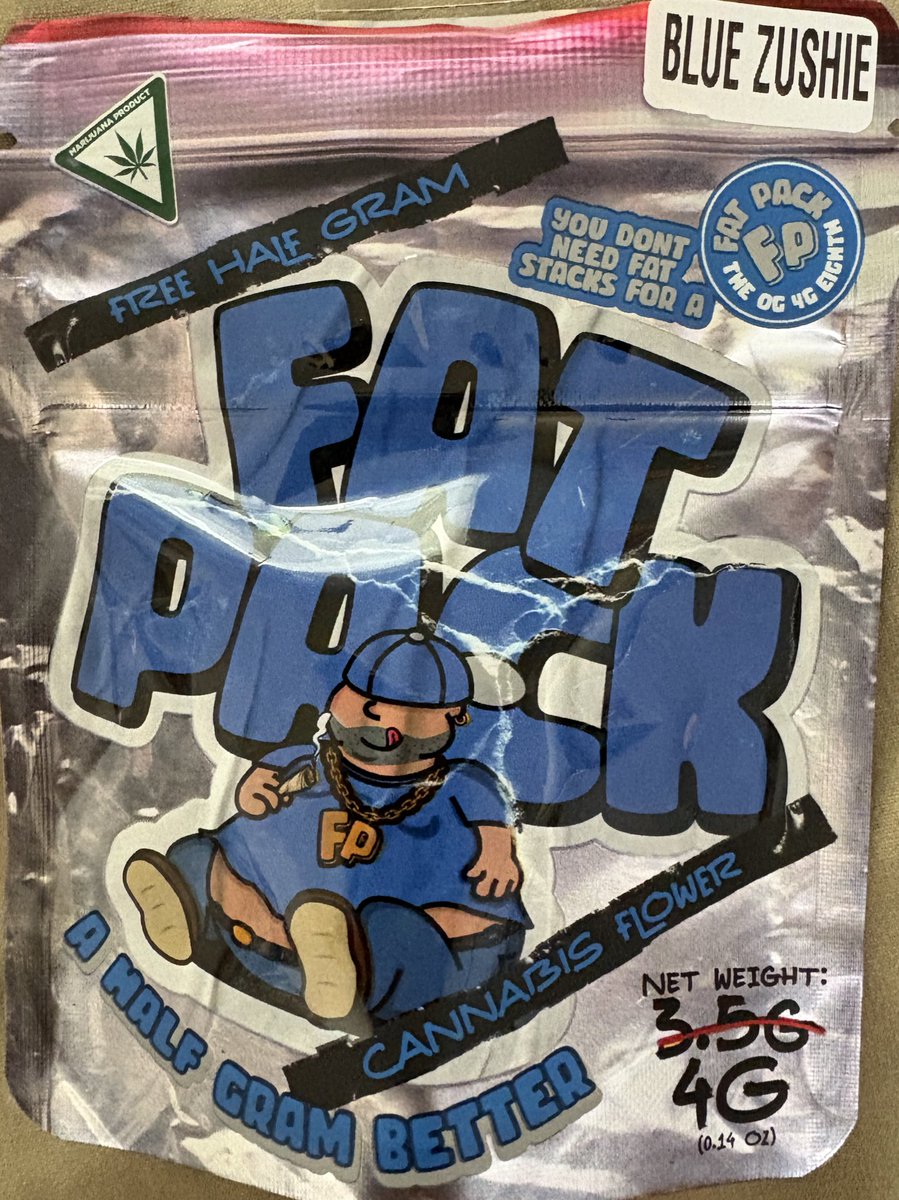 BLUE ZUSHIE
MARIJUANA PRODUCT
FREE HALF GRAM
YOU DONT
NEED FAT
STACKS FOR A
FAT PACK
FP
THE OG 4G EIGHTH
FAT
PACK
FP
CANNABIS FLOWER
A HALF GRAM BETTER
NET WEIGHT:
3.5G
4G
(0.14 OZ)